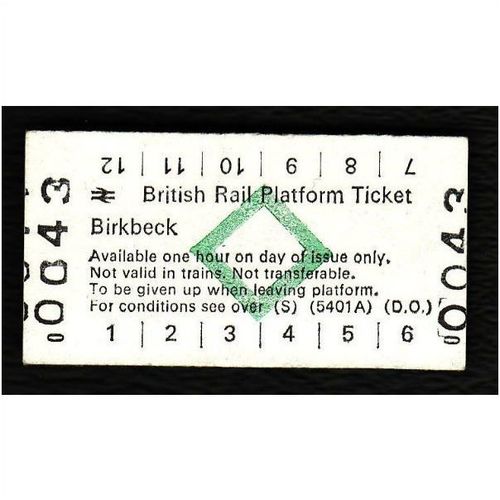 12 | 11 | 10 | 9 | 8 | 7
British Rail Platform Ticket
Birkbeck
Available one hour on day of issue only.
Not valid in trains. Not transferable.
To be given up when leaving platform.
For conditions see over (S) (5401A) (D.O.)
1 | 2 | 3 | 4 | 5 | 6
00043
00043